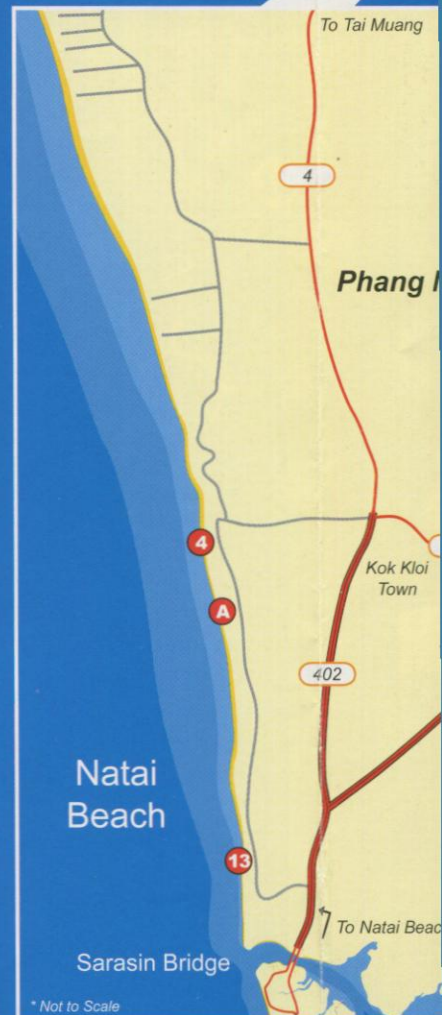 To Tai Muang
4
Phang
4
Kok Kloi
Town
A
402
Natai
Beach
13
To Natai
Sarasin Bridge
* Not to Scale